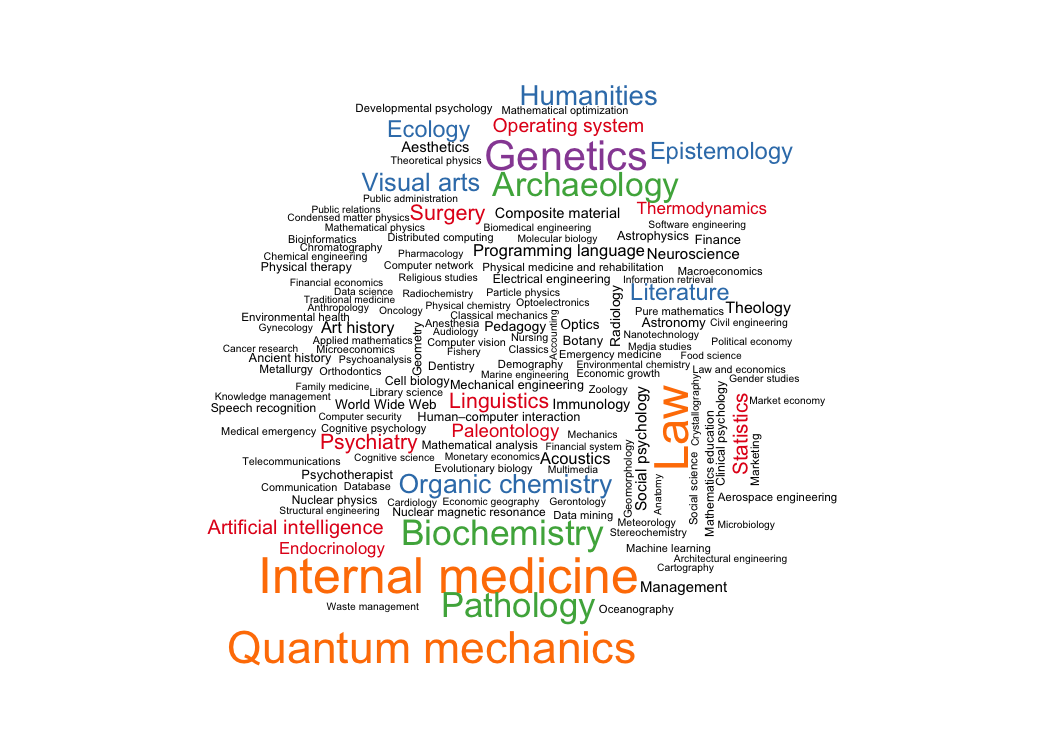 Humanities
Developmental psychology
Mathematical optimization
Ecology
Operating system
Aesthetics
Genetics
Epistemology
Theoretical physics
Visual arts
Archaeology
Public administration
Public relations
Surgery
Composite material
Thermodynamics
Condensed matter physics
Mathematical physics
Biomedical engineering
Software engineering
Bioinformatics
Distributed computing
Molecular biology
Astrophysics
Finance
Chromatography
Chemical engineering
Pharmacology
Programming language
Neuroscience
Physical therapy
Computer network
Physical medicine and rehabilitation
Macroeconomics
Financial economics
Religious studies
Electrical engineering
Information retrieval
Data science
Radiochemistry
Particle physics
Literature
Traditional medicine
Anthropology
Oncology
Physical chemistry
Optoelectronics
Radiology
Pure mathematics
Theology
Environmental health
Classical mechanics
Accounting
Gynecology
Art history
Geometry
Anesthesia
Audiology
Pedagogy
Optics
Astronomy
Civil engineering
Applied mathematics
Computer vision
Nursing
Botany
Nanotechnology
Political economy
Cancer research
Microeconomics
Fishery
Classics
Media studies
Ancient history
Psychoanalysis
Emergency medicine
Food science
Metallurgy
Orthodontics
Dentistry
Demography
Environmental chemistry
Law and economics
Marine engineering
Economic growth
Gender studies
Family medicine
Cell biology
Mechanical engineering
Zoology
Knowledge management
Library science
Speech recognition
World Wide Web
Linguistics
Immunology
Social psychology
Law
Crystallography
Clinical psychology
Statistics
Market economy
Computer security
Human–computer interaction
Medical emergency
Cognitive psychology
Paleontology
Mechanics
Mathematics education
Marketing
Psychiatry
Mathematical analysis
Financial system
Geomorphology
Telecommunications
Cognitive science
Monetary economics
Acoustics
Evolutionary biology
Multimedia
Social science
Anatomy
Psychotherapist
Communication
Database
Organic chemistry
Aerospace engineering
Nuclear physics
Cardiology
Economic geography
Gerontology
Structural engineering
Nuclear magnetic resonance
Data mining
Meteorology
Microbiology
Artificial intelligence
Biochemistry
Stereochemistry
Endocrinology
Machine learning
Architectural engineering
Cartography
Internal medicine
Management
Waste management
Pathology
Oceanography
Quantum mechanics